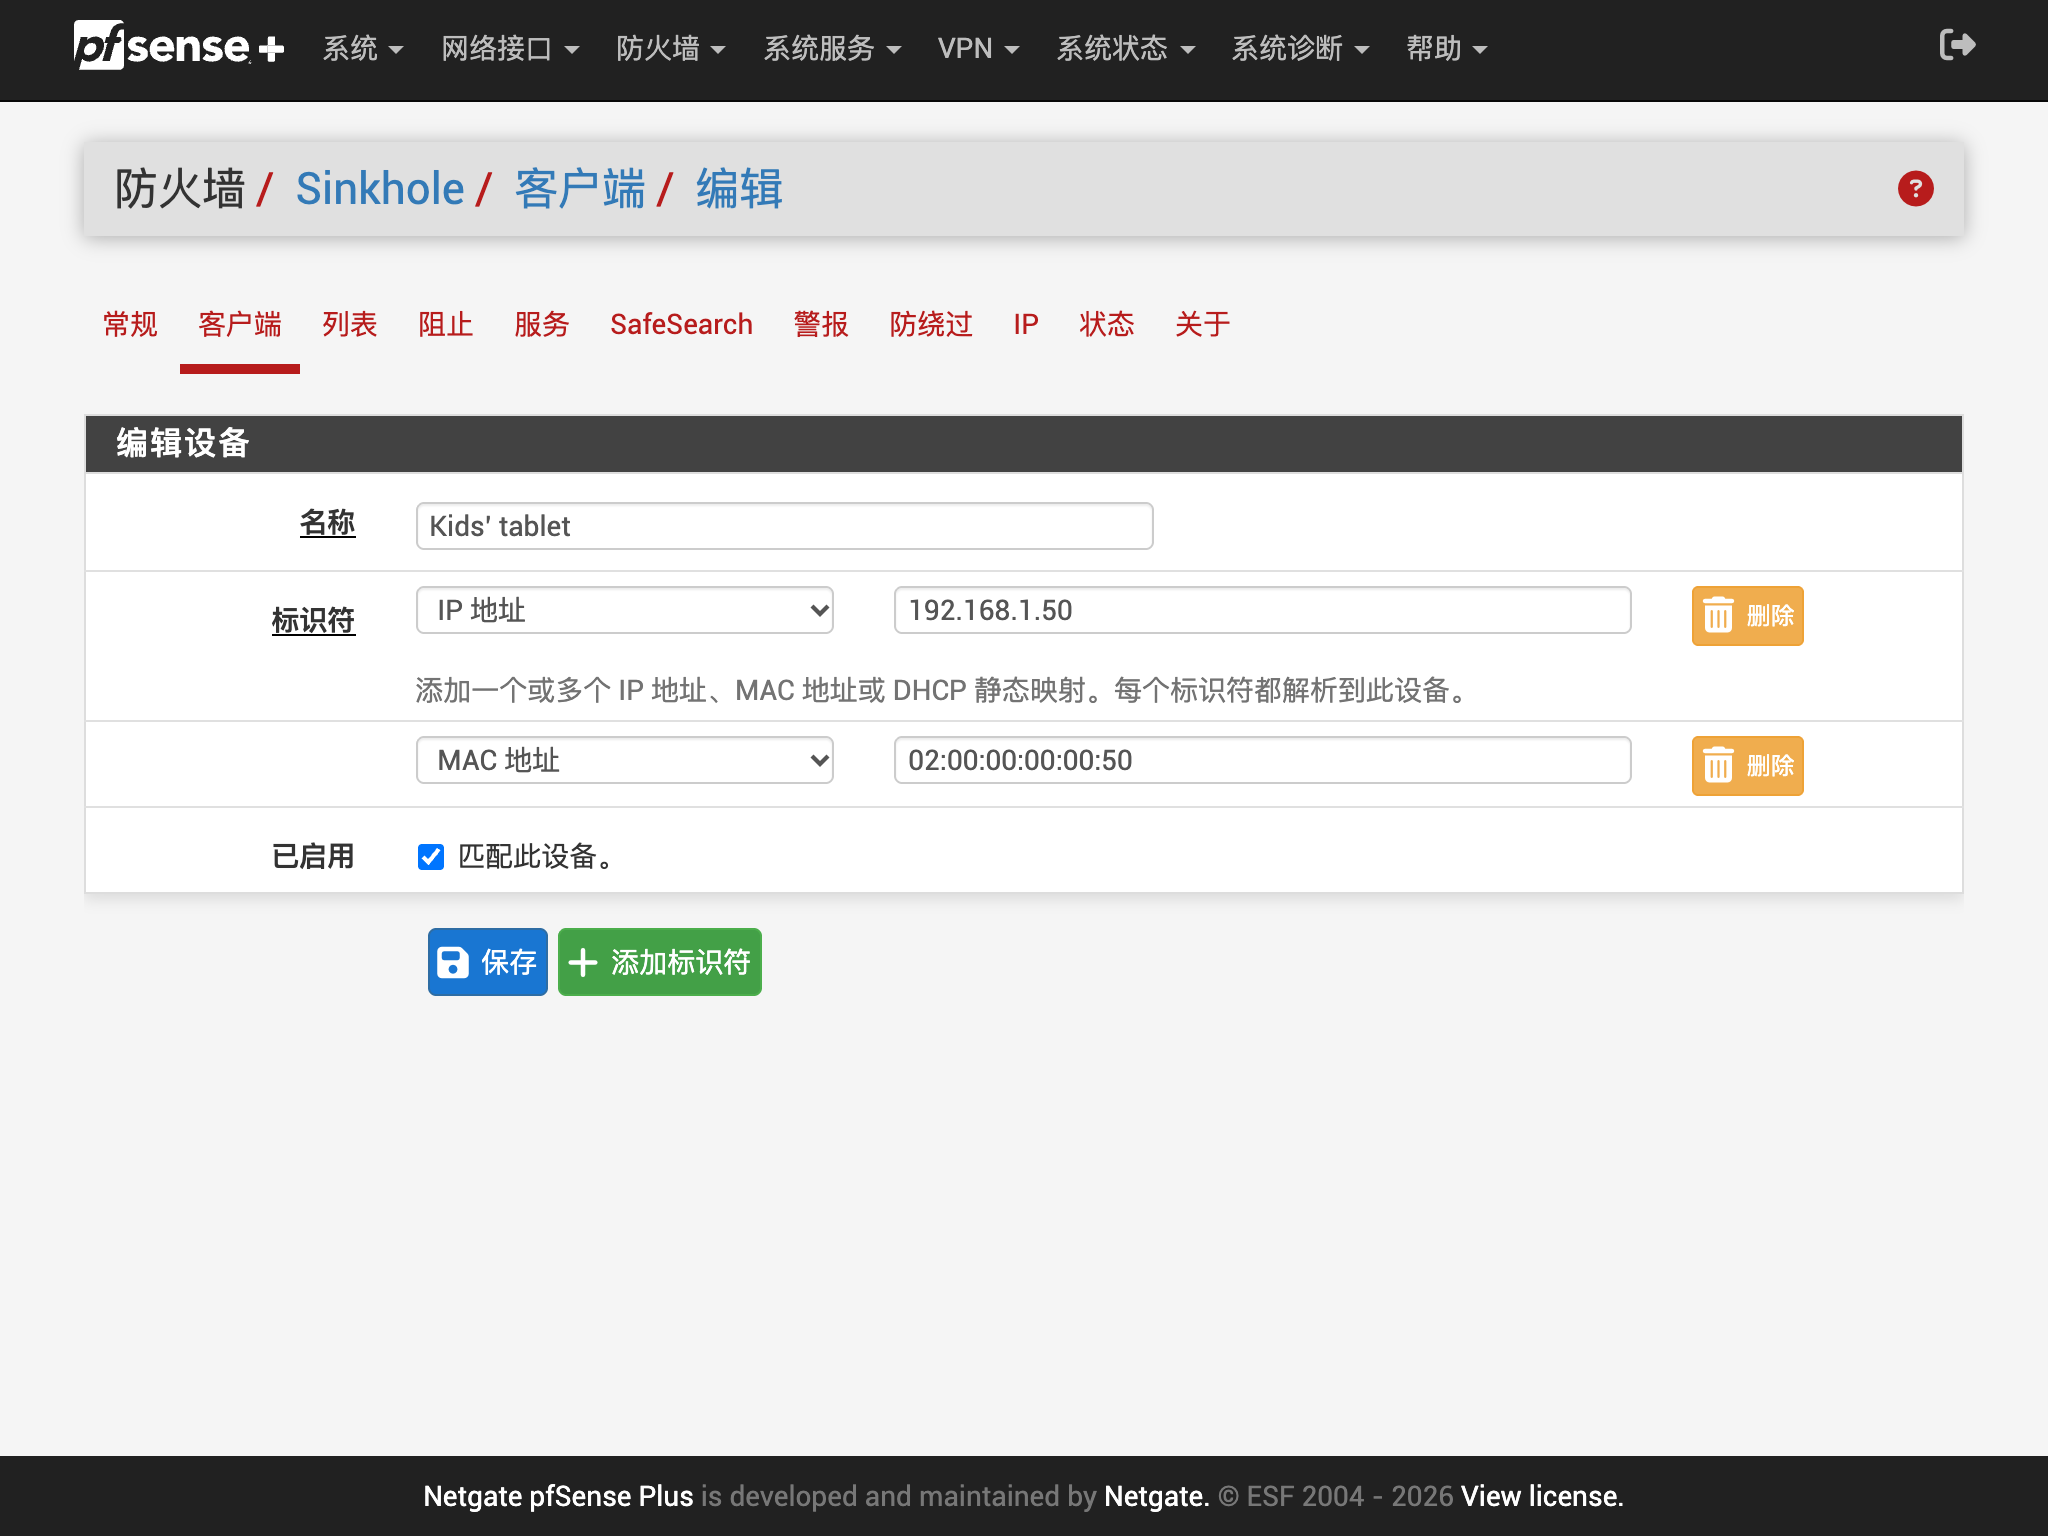 pfsense +
系统 网络接口 防火墙 系统服务 VPN 系统状态 系统诊断 帮助
防火墙 / Sinkhole / 客户端 / 编辑
常规 客户端 列表 阻止 服务 SafeSearch 警报 防绕过 IP 状态 关于
编辑设备
名称 Kids' tablet
标识符 IP 地址 192.168.1.50 删除
添加一个或多个 IP 地址、MAC 地址或 DHCP 静态映射。每个标识符都解析到此设备。
MAC 地址 02:00:00:00:00:50 删除
已启用 匹配此设备。
保存 添加标识符
Netgate pfSense Plus is developed and maintained by Netgate. © ESF 2004 - 2026 View license.